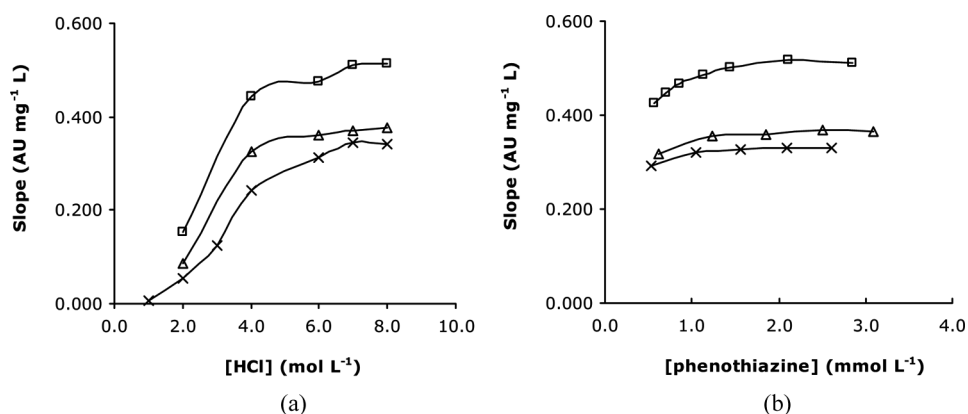 0.600
0.400
0.200
0.000
0.0 2.0 4.0 6.0 8.0 10.0
Slope (AU mg⁻¹ L)
[HCl] (mol L⁻¹)
(a)
0.600
0.400
0.200
0.000
0.0 1.0 2.0 3.0 4.0
Slope (AU mg⁻¹ L)
[phenothiazine] (mmol L⁻¹)
(b)